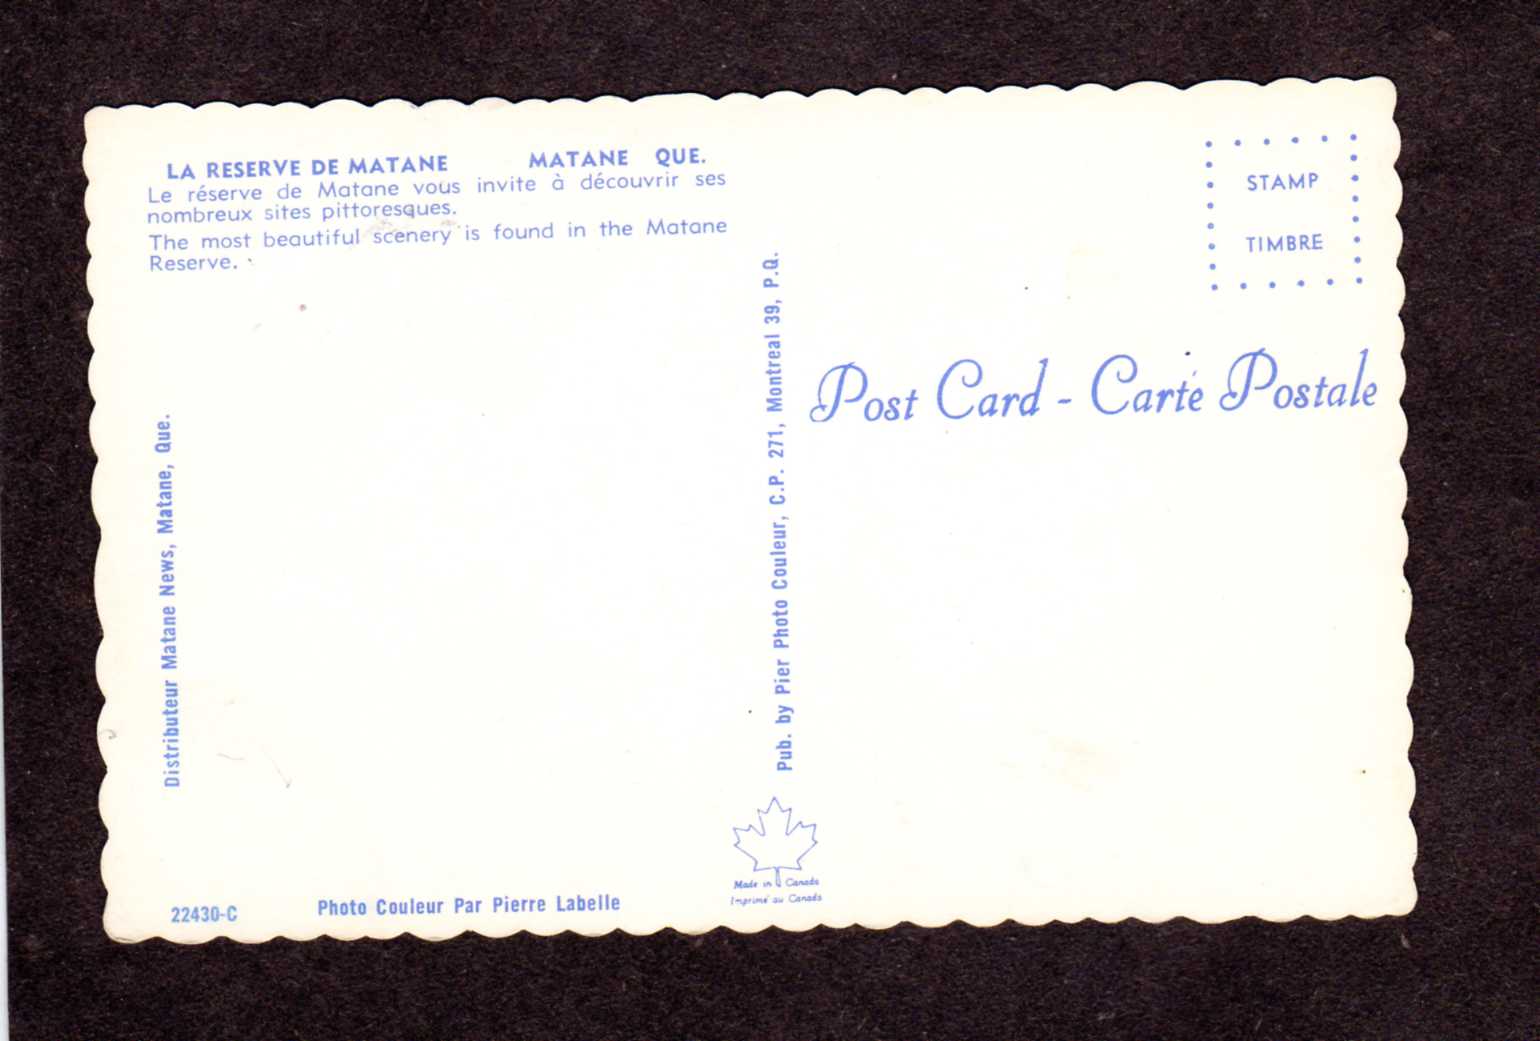 LA RESERVE DE MATANE MATANE QUE.
Le réserve de Matane vous invite à découvrir ses
nombreux sites pittoresques.
The most beautiful scenery is found in the Matane
Reserve.
STAMP
TIMBRE
Post Card - Carte Postale
Distributeur Matane News, Matane, Que.
Pub. by Pier Photo Couleur, C.P. 271, Montreal 39, P.Q.
Made in Canada
Imprimé au Canada
22430-C Photo Couleur Par Pierre Labelle